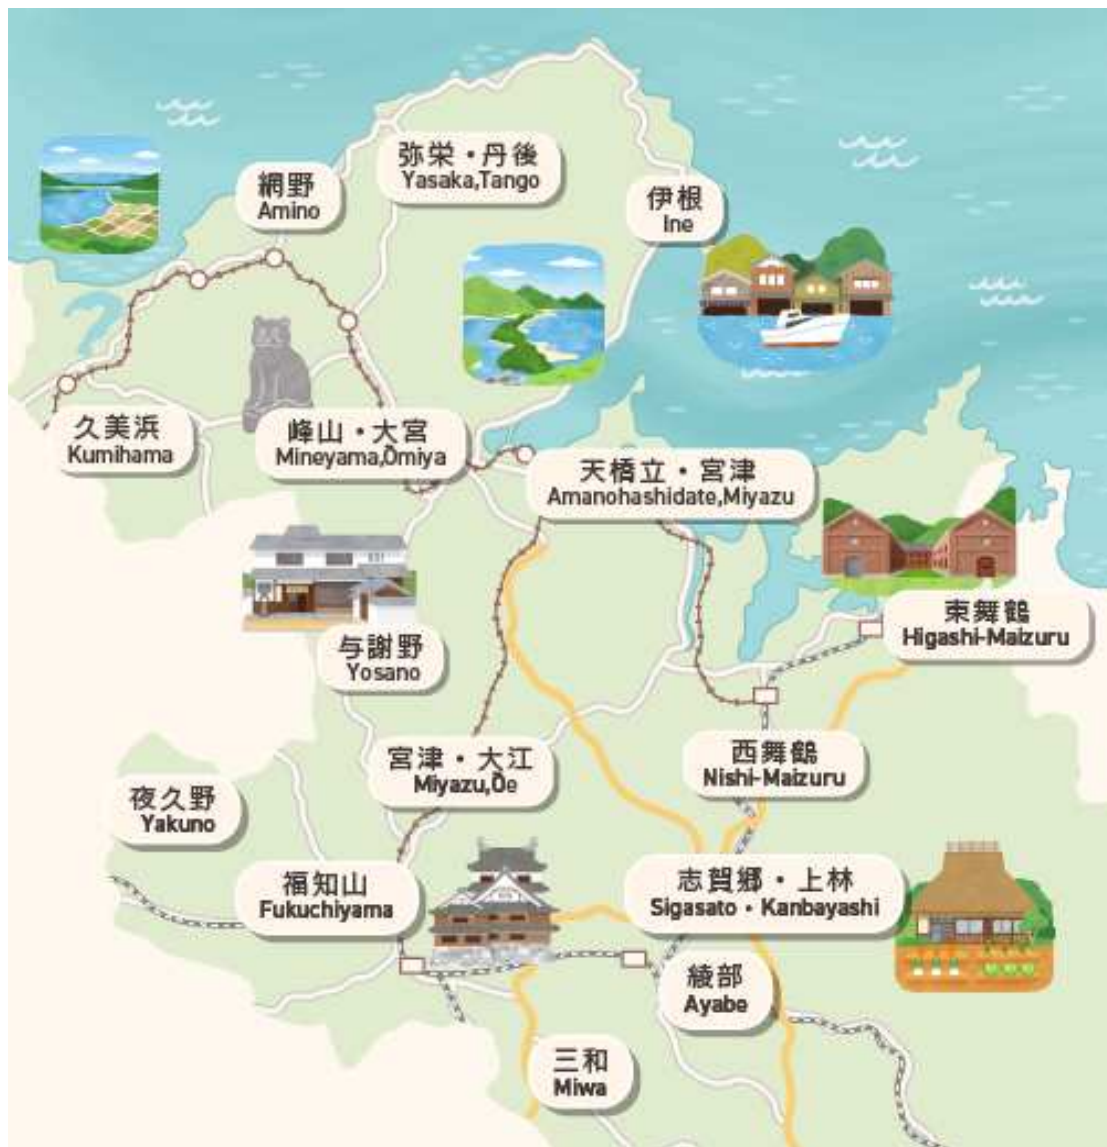 弥栄・丹後
Yasaka,Tango
網野
Amino
伊根
Ine
久美浜
Kumihama
峰山・大宮
Mineyama,Ōmiya
天橋立・宮津
Amanohashidate,Miyazu
東舞鶴
Higashi-Maizuru
与謝野
Yosano
宮津・大江
Miyazu,Ōe
西舞鶴
Nishi-Maizuru
夜久野
Yakuno
福知山
Fukuchiyama
志賀郷・上林
Sigasato・Kanbayashi
綾部
Ayabe
三和
Miwa